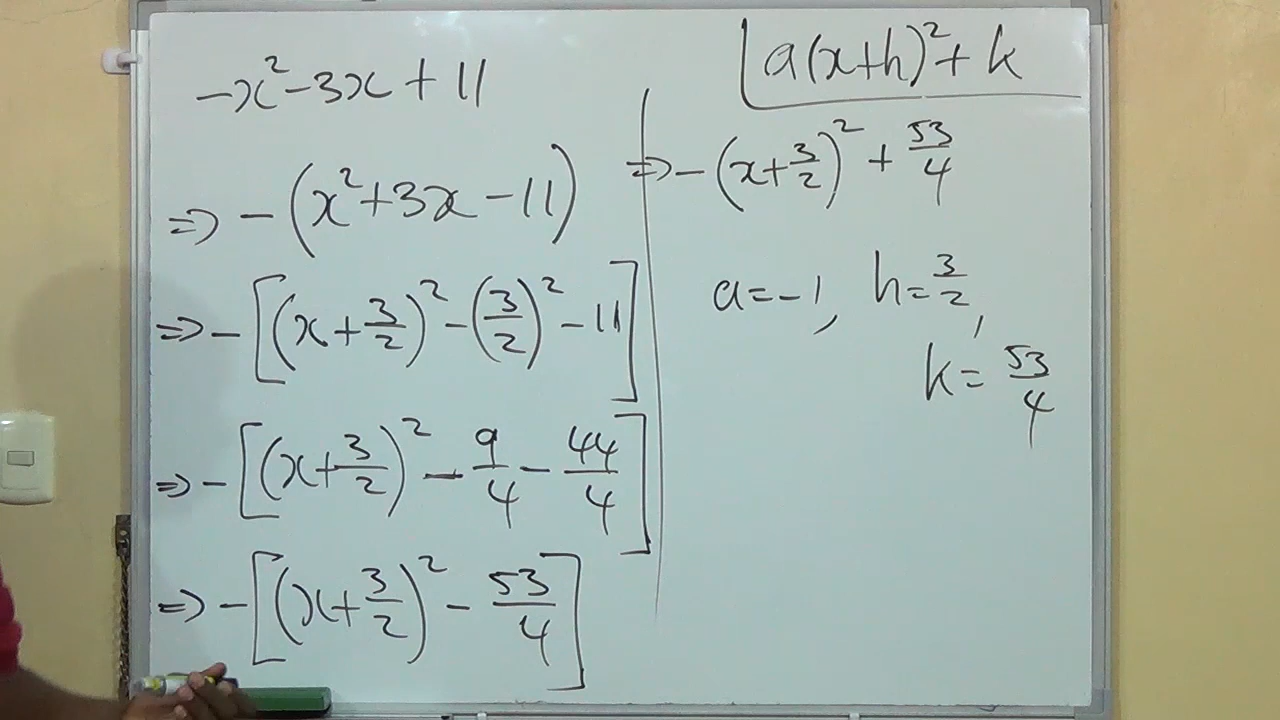 -x² - 3x + 11
⇒ - (x² + 3x - 11)
⇒ - [(x + 3/2)² - (3/2)² - 11]
⇒ - [(x + 3/2)² - 9/4 - 44/4]
⇒ - [(x + 3/2)² - 53/4]
a(x+h)² + k
⇒ - (x + 3/2)² + 53/4
a = -1, h = 3/2,
k = 53/4